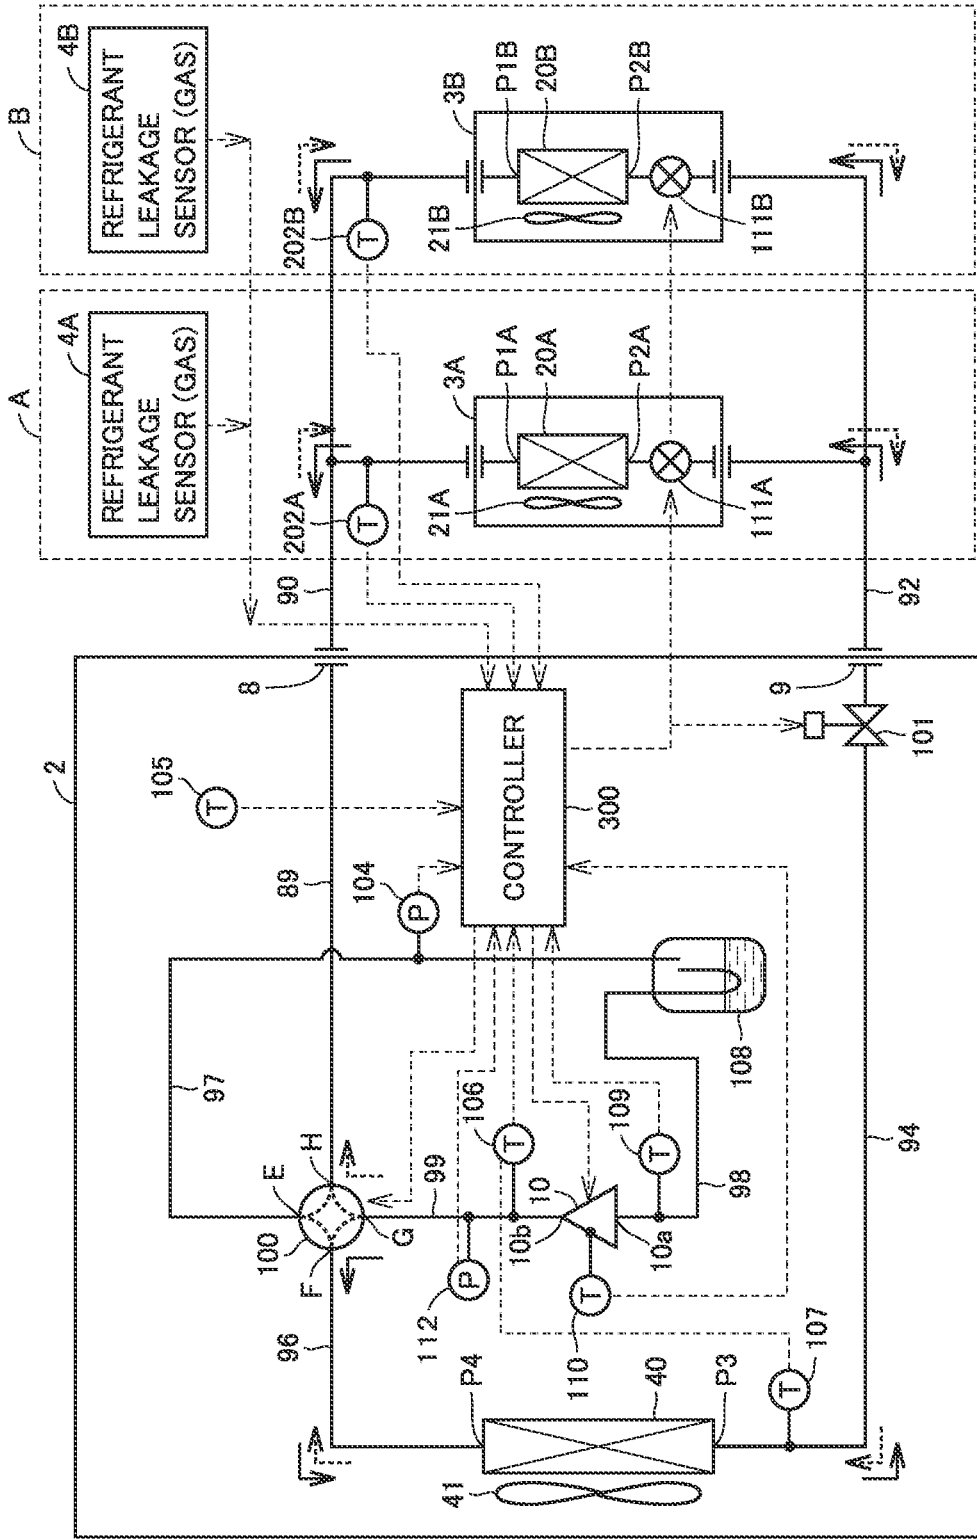 B
4B
REFRIGERANT
LEAKAGE
SENSOR (GAS)
202B
3B
P1B
20B
21B
P2B
111B
A
4A
REFRIGERANT
LEAKAGE
SENSOR (GAS)
202A
3A
P1A
20A
21A
P2A
111A
90
92
8
9
101
2
105
T
CONTROLLER
300
89
104
P
97
108
106
T
109
T
98
94
E
H
100
F
G
99
10
10b
10a
112
P
110
T
96
P4
40
41
P3
107
T
T
T